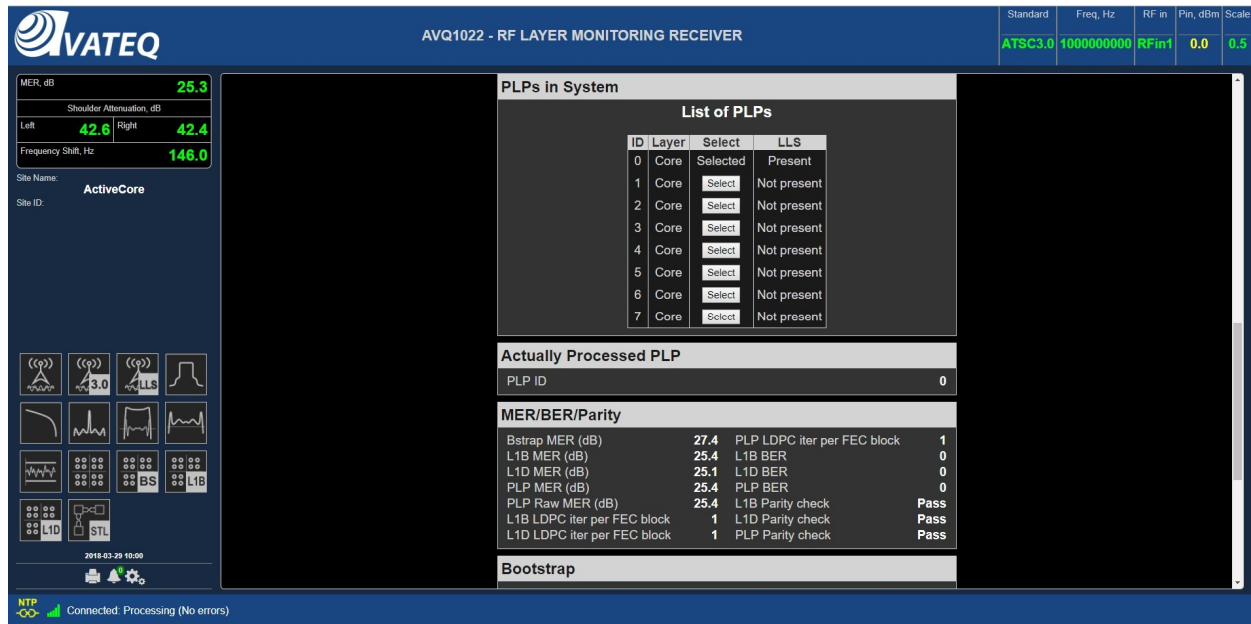 AVATEQ
AVQ1022 - RF LAYER MONITORING RECEIVER
Standard Freq, Hz RF in Pin, dBm Scale
ATSC3.0 1000000000 RFin1 0.0 0.5
MER, dB 25.3
Shoulder Attenuation, dB
Left 42.6 Right 42.4
Frequency Shift, Hz 146.0
Site Name:
ActiveCore
Site ID:
3.0 LLS
BS L1B
L1D STL
2018-03-29 10:00
0
PLPs in System
List of PLPs
ID Layer Select LLS
0 Core Selected Present
1 Core Select Not present
2 Core Select Not present
3 Core Select Not present
4 Core Select Not present
5 Core Select Not present
6 Core Select Not present
7 Core Select Not present
Actually Processed PLP
PLP ID 0
MER/BER/Parity
Bstrap MER (dB) 27.4 PLP LDPC iter per FEC block 1
L1B MER (dB) 25.4 L1B BER 0
L1D MER (dB) 25.1 L1D BER 0
PLP MER (dB) 25.4 PLP BER 0
PLP Raw MER (dB) 25.4 L1B Parity check Pass
L1B LDPC iter per FEC block 1 L1D Parity check Pass
L1D LDPC iter per FEC block 1 PLP Parity check Pass
Bootstrap
NTP
Connected: Processing (No errors)